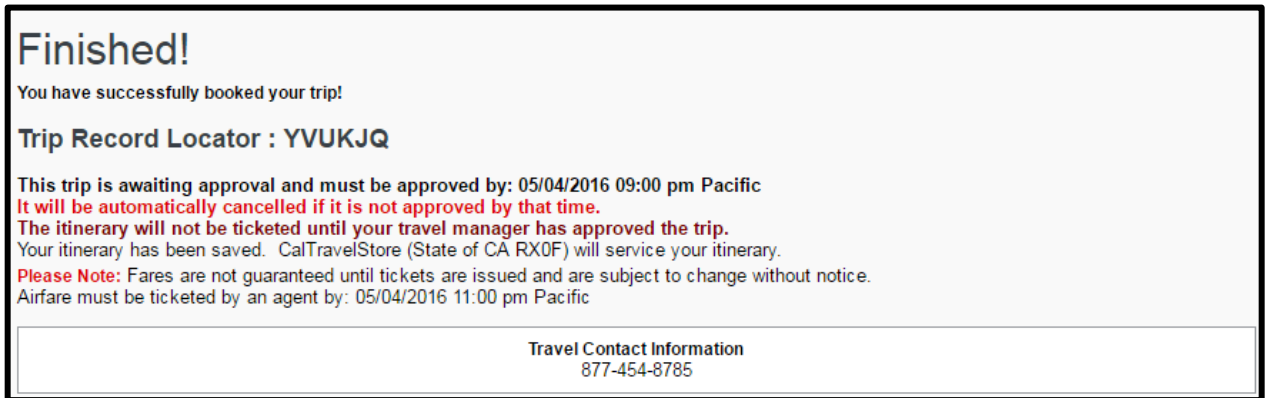 Finished!
You have successfully booked your trip!
Trip Record Locator : YVUKJQ
This trip is awaiting approval and must be approved by: 05/04/2016 09:00 pm Pacific
It will be automatically cancelled if it is not approved by that time.
The itinerary will not be ticketed until your travel manager has approved the trip.
Your itinerary has been saved.  CalTravelStore (State of CA RX0F) will service your itinerary.
Please Note: Fares are not guaranteed until tickets are issued and are subject to change without notice.
Airfare must be ticketed by an agent by: 05/04/2016 11:00 pm Pacific
Travel Contact Information
877-454-8785